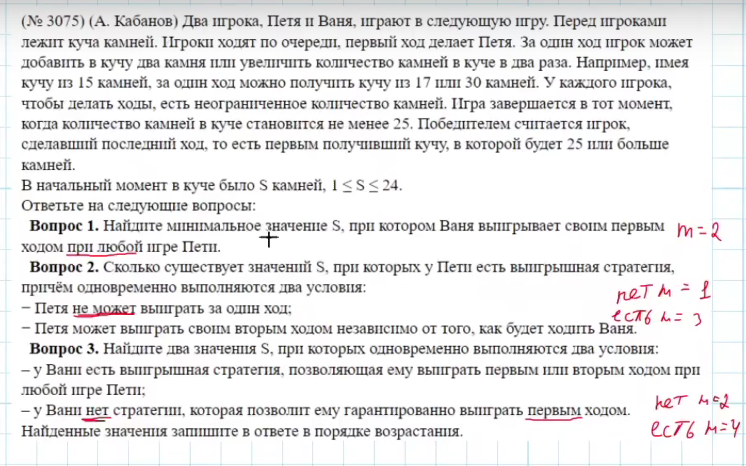 (№ 3075) (А. Кабанов) Два игрока, Петя и Ваня, играют в следующую игру. Перед игроками
лежит куча камней. Игроки ходят по очереди, первый ход делает Петя. За один ход игрок может
добавить в кучу два камня или увеличить количество камней в куче в два раза. Например, имея
кучу из 15 камней, за один ход можно получить кучу из 17 или 30 камней. У каждого игрока,
чтобы делать ходы, есть неограниченное количество камней. Игра завершается в тот момент,
когда количество камней в куче становится не менее 25. Победителем считается игрок,
сделавший последний ход, то есть первым получивший кучу, в которой будет 25 или больше
камней.
В начальный момент в куче было S камней, 1 ≤ S ≤ 24.
Ответьте на следующие вопросы:
Вопрос 1. Найдите минимальное значение S, при котором Ваня выигрывает своим первым
ходом при любой игре Пети.
m=2
Вопрос 2. Сколько существует значений S, при которых у Пети есть выигрышная стратегия,
причём одновременно выполняются два условия:
− Петя не может выиграть за один ход;
нет м = 1
− Петя может выиграть своим вторым ходом независимо от того, как будет ходить Ваня.
есть м = 3
Вопрос 3. Найдите два значения S, при которых одновременно выполняются два условия:
– у Вани есть выигрышная стратегия, позволяющая ему выиграть первым или вторым ходом при
любой игре Пети;
– у Вани нет стратегии, которая позволит ему гарантированно выиграть первым ходом.
нет м=2
Найденные значения запишите в ответе в порядке возрастания.
есть м=4